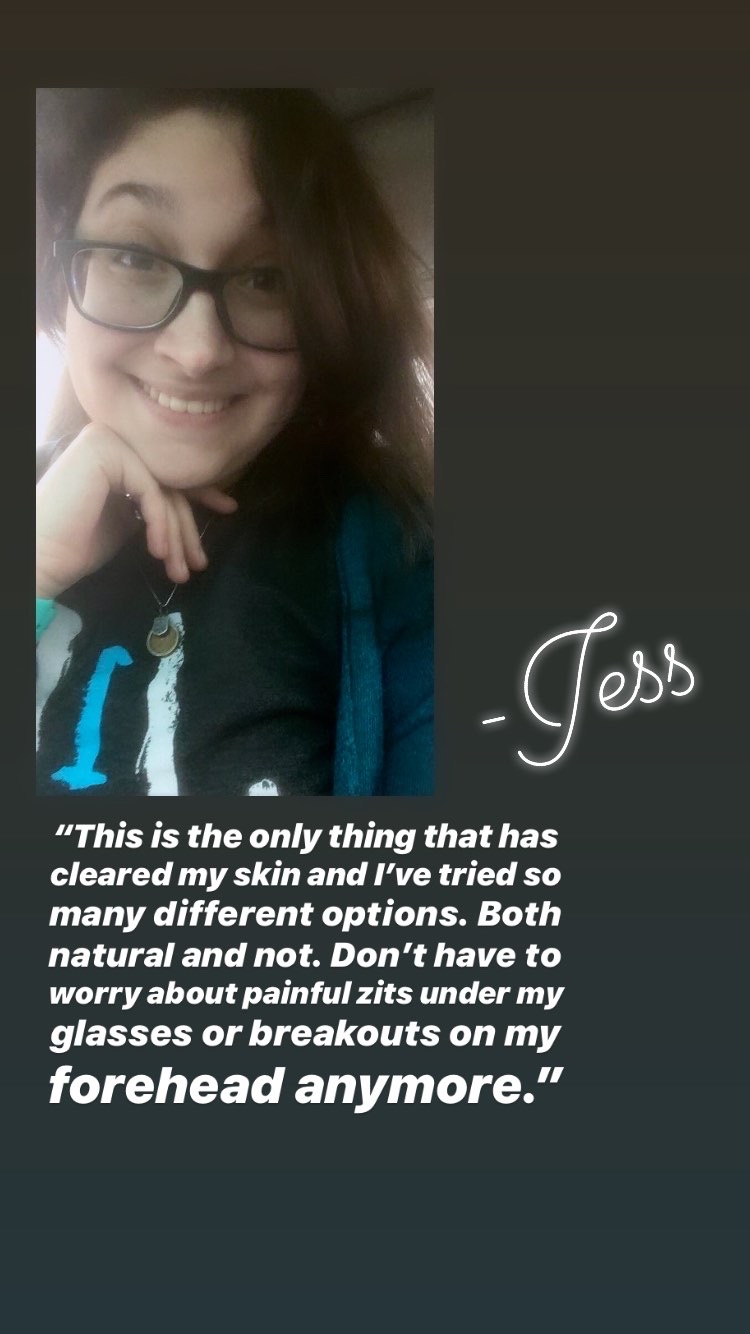 - Jess
“This is the only thing that has
cleared my skin and I’ve tried so
many different options. Both
natural and not. Don’t have to
worry about painful zits under my
glasses or breakouts on my
forehead anymore.”